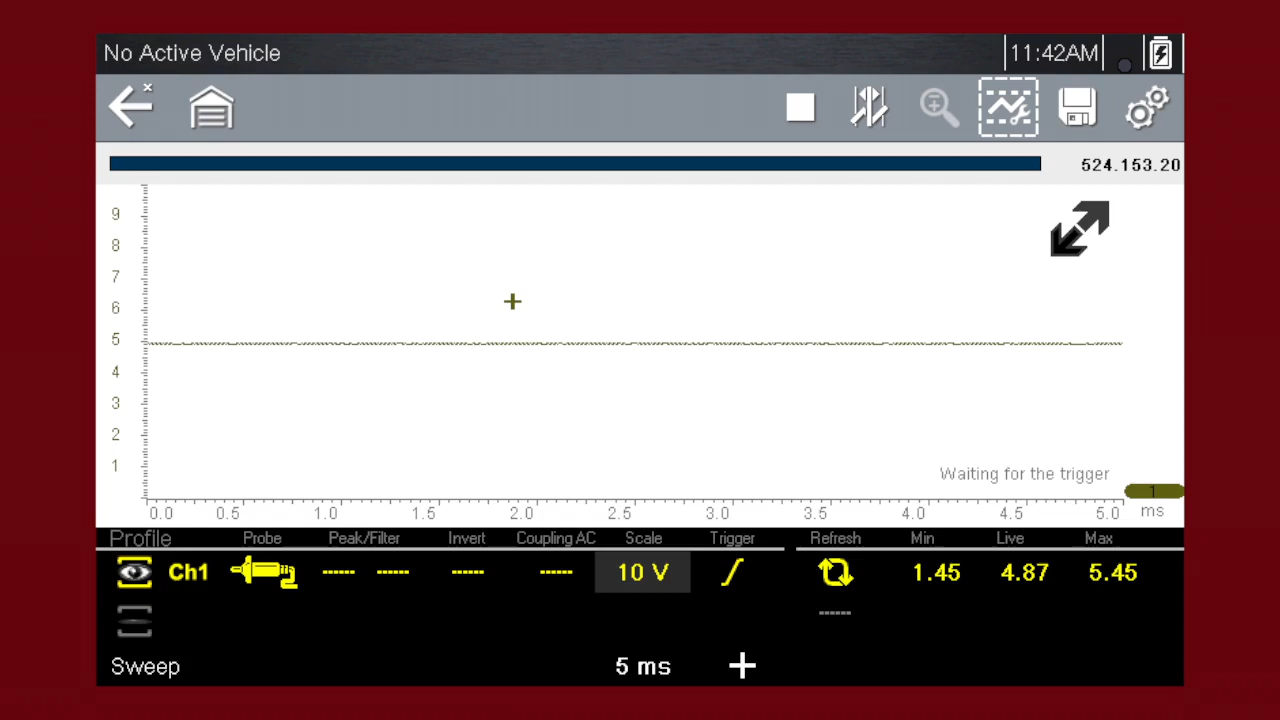 No Active Vehicle 11:42AM
524.153.20
9
8
7
6
5
4
3
2
1
Waiting for the trigger
1
0.0 0.5 1.0 1.5 2.0 2.5 3.0 3.5 4.0 4.5 5.0 ms
Profile Probe Peak/Filter Invert Coupling AC Scale Trigger Refresh Min Live Max
Ch1 ------ ------ ------ ------ 10 V 1.45 4.87 5.45
------
Sweep 5 ms +